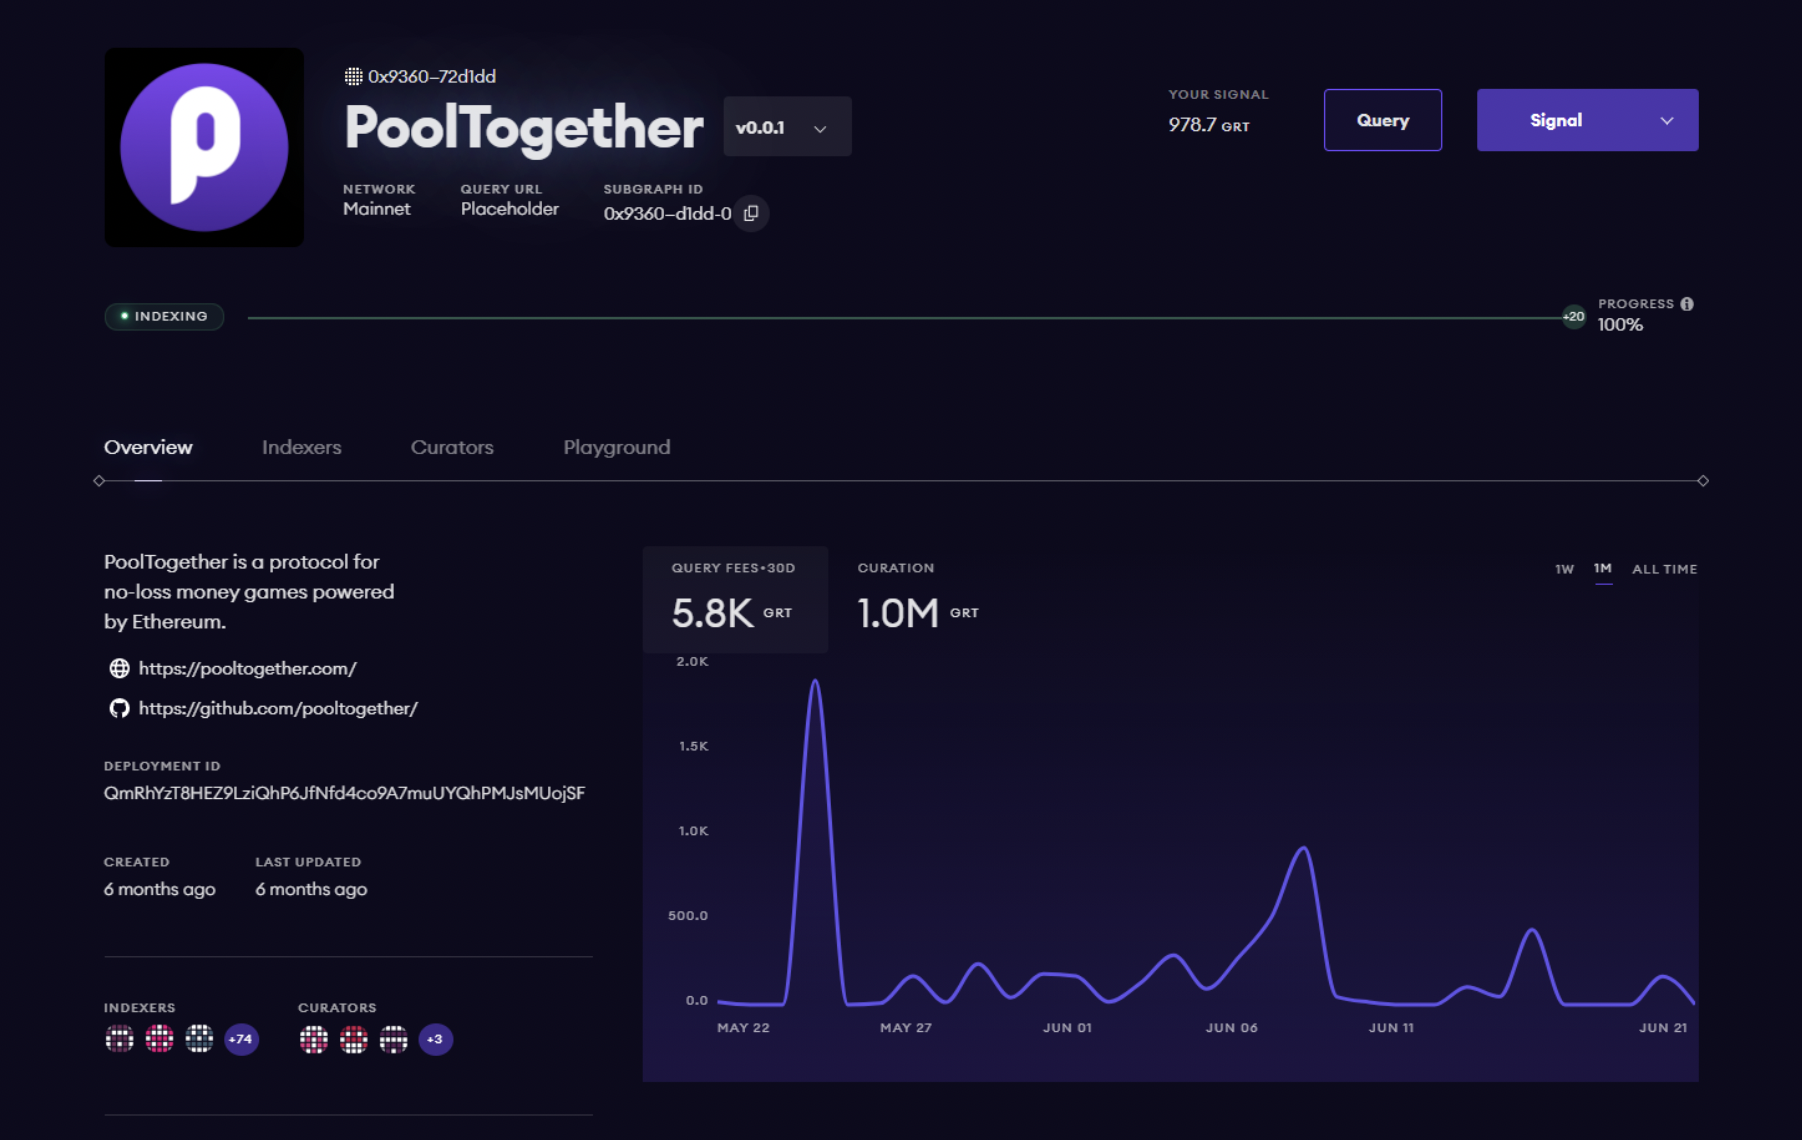 0x9360–72d1dd
PoolTogether
v0.0.1
YOUR SIGNAL
978.7 GRT
Query
Signal
NETWORK
Mainnet
QUERY URL
Placeholder
SUBGRAPH ID
0x9360–d1dd-0
INDEXING
+20
PROGRESS
100%
Overview
Indexers
Curators
Playground
PoolTogether is a protocol for
no-loss money games powered
by Ethereum.
https://pooltogether.com/
https://github.com/pooltogether/
DEPLOYMENT ID
QmRhYzT8HEZ9LziQhP6JfNfd4co9A7muUYQhPMJsMUojSF
CREATED
6 months ago
LAST UPDATED
6 months ago
INDEXERS
+74
CURATORS
+3
QUERY FEES•30D
5.8K GRT
CURATION
1.0M GRT
1W 1M ALL TIME
2.0K
1.5K
1.0K
500.0
0.0
MAY 22 MAY 27 JUN 01 JUN 06 JUN 11 JUN 21